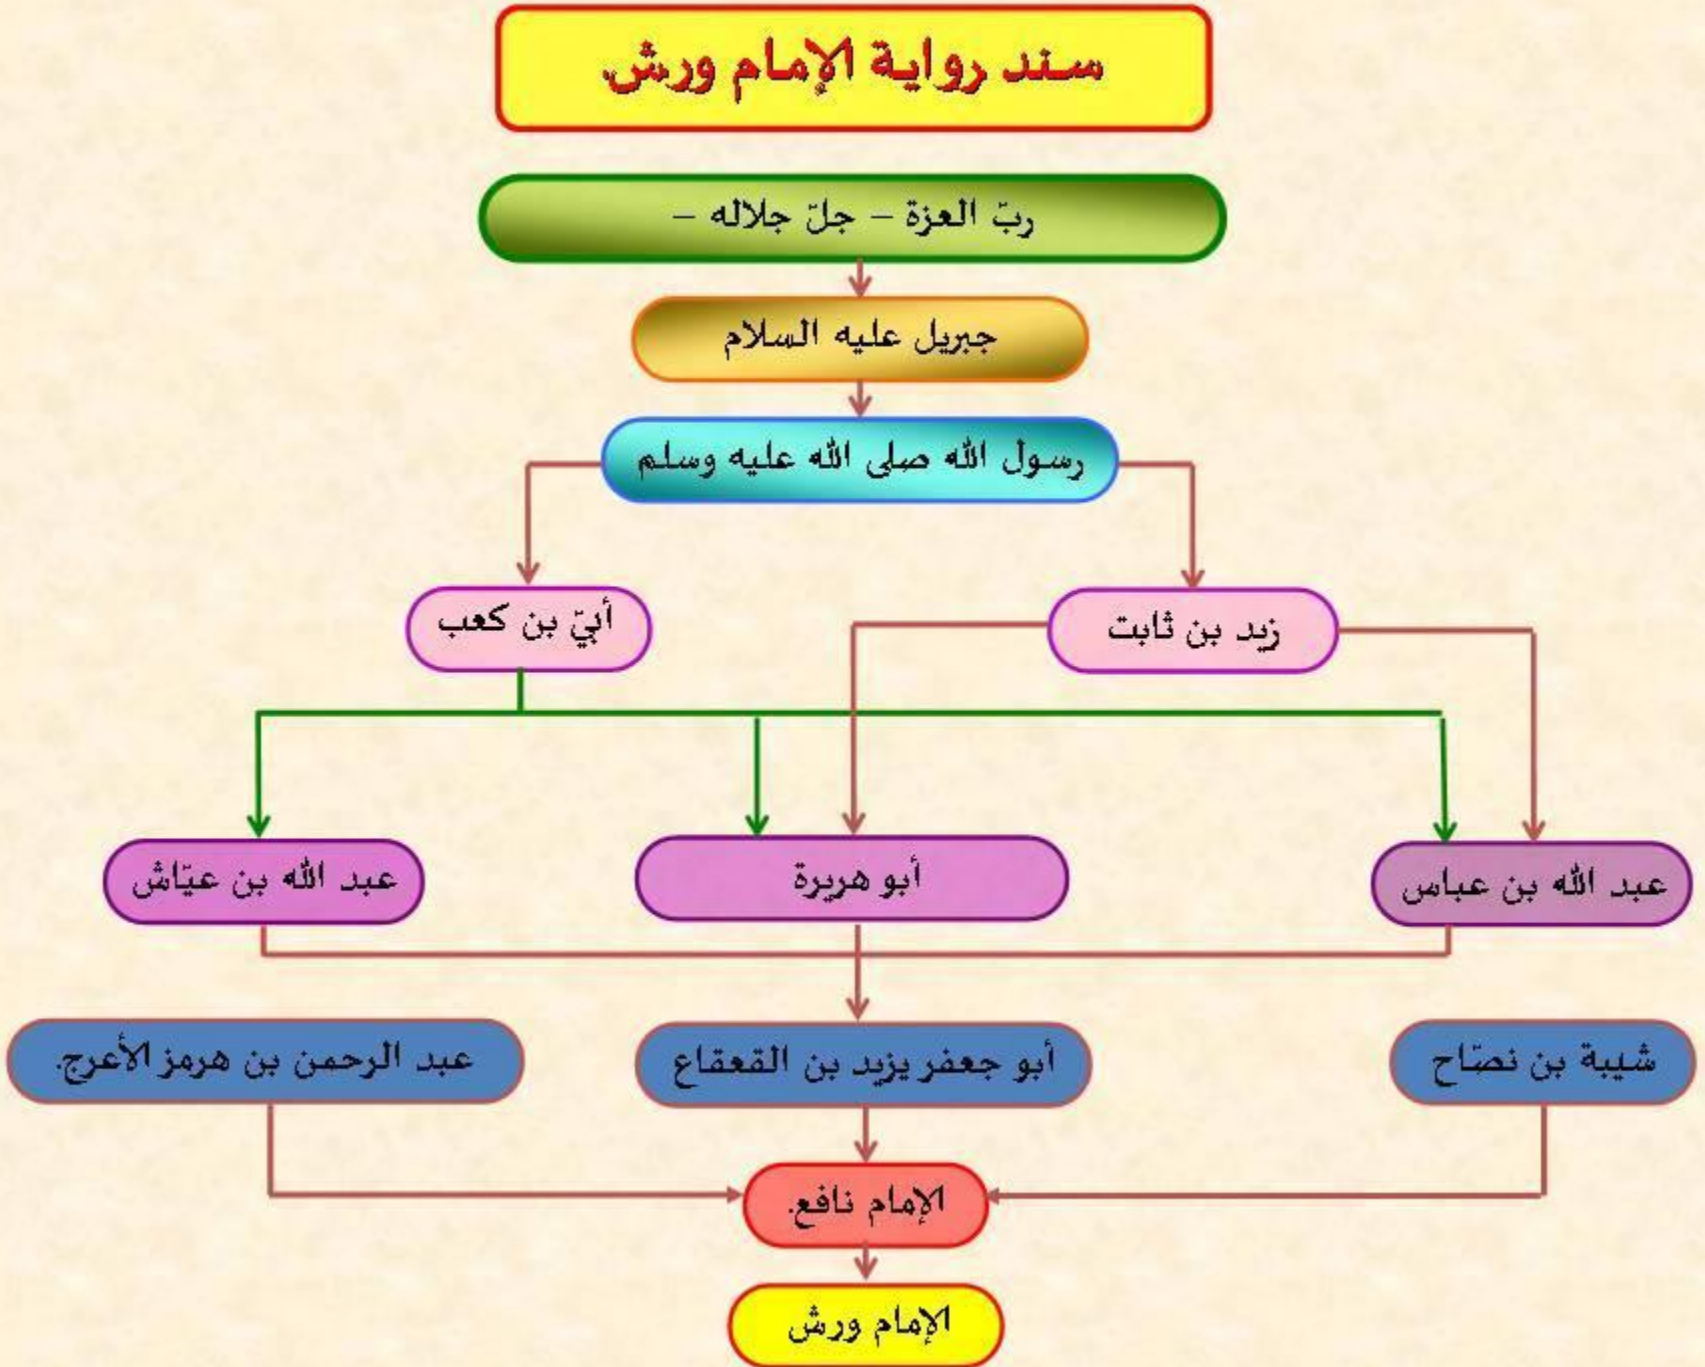 سند رواية الإمام ورش
ربّ العزة – جلّ جلاله –
جبريل عليه السلام
رسول الله صلى الله عليه وسلم
زيد بن ثابت
أبيّ بن كعب
عبد الله بن عباس
أبو هريرة
عبد الله بن عيّاش
شيبة بن نصّاح
أبو جعفر يزيد بن القعقاع
عبد الرحمن بن هرمز الأعرج.
الإمام نافع.
الإمام ورش